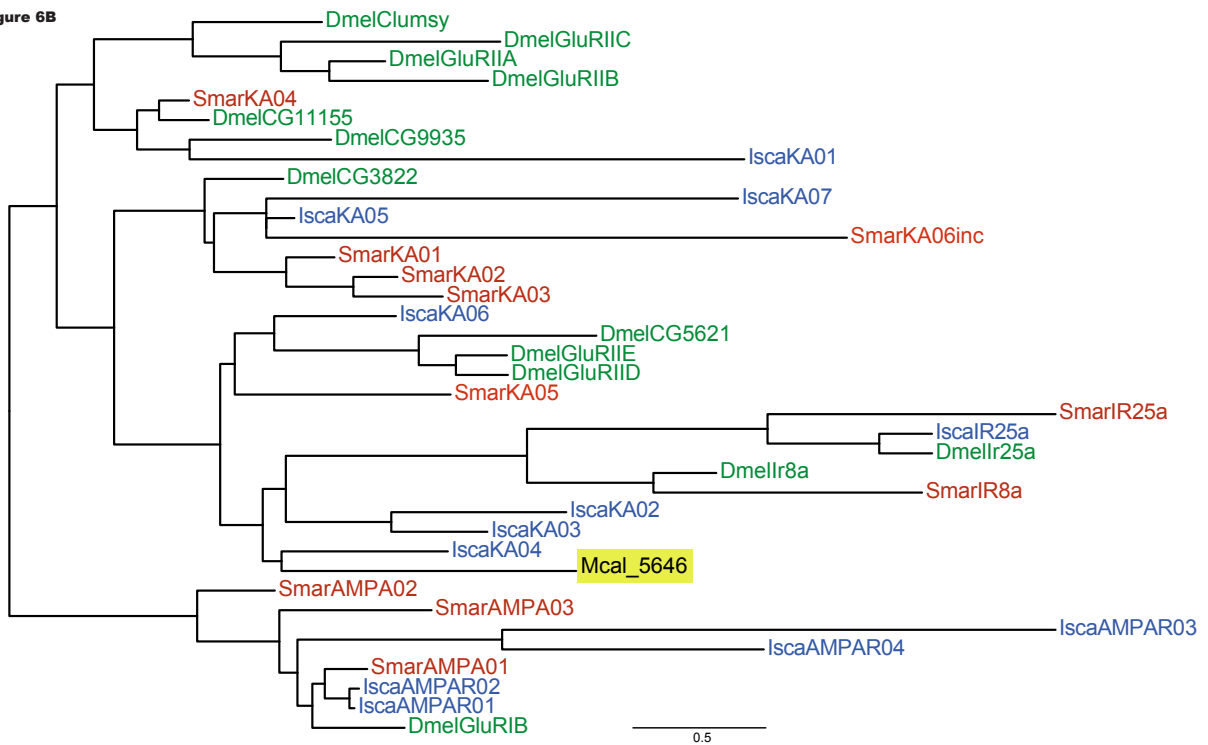 gure 6B
DmelClumsy
DmelGluRIIC
DmelGluRIIA
DmelGluRIIB
SmarKA04
DmelCG11155
DmelCG9935
IscaKA01
DmelCG3822
IscaKA07
IscaKA05
SmarKA06inc
SmarKA01
SmarKA02
SmarKA03
IscaKA06
DmelCG5621
DmelGluRIIE
DmelGluRIID
SmarKA05
SmarIR25a
IscaIR25a
DmelIr25a
DmelIr8a
SmarIR8a
IscaKA02
IscaKA03
IscaKA04
Mcal_5646
SmarAMPA02
SmarAMPA03
IscaAMPAR03
IscaAMPAR04
SmarAMPA01
IscaAMPAR02
IscaAMPAR01
DmelGluRIB
0.5